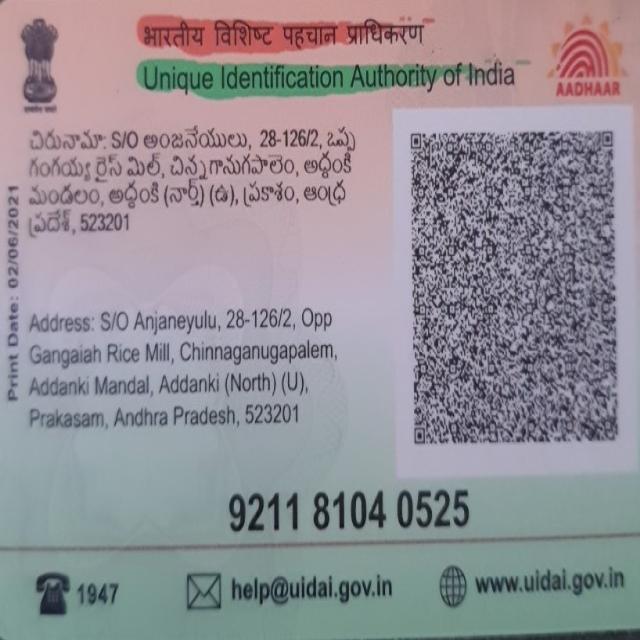 भारतीय विशिष्ट पहचान प्राधिकरण
Unique Identification Authority of India
AADHAAR
చిరునామా: S/O అంజనేయులు, 28-126/2, ఒప్పు
గంగయ్య రైస్ మిల్, చిన్నగానుగపాలెం, అద్దంకి
మండలం, అద్దంకి (నార్త్) (ఉ), ప్రకాశం, ఆంధ్ర
ప్రదేశ్, 523201
Print Date: 02/06/2021
Address: S/O Anjaneyulu, 28-126/2, Opp
Gangaiah Rice Mill, Chinnaganugapalem,
Addanki Mandal, Addanki (North) (U),
Prakasam, Andhra Pradesh, 523201
9211 8104 0525
1947
help@uidai.gov.in
www.uidai.gov.in